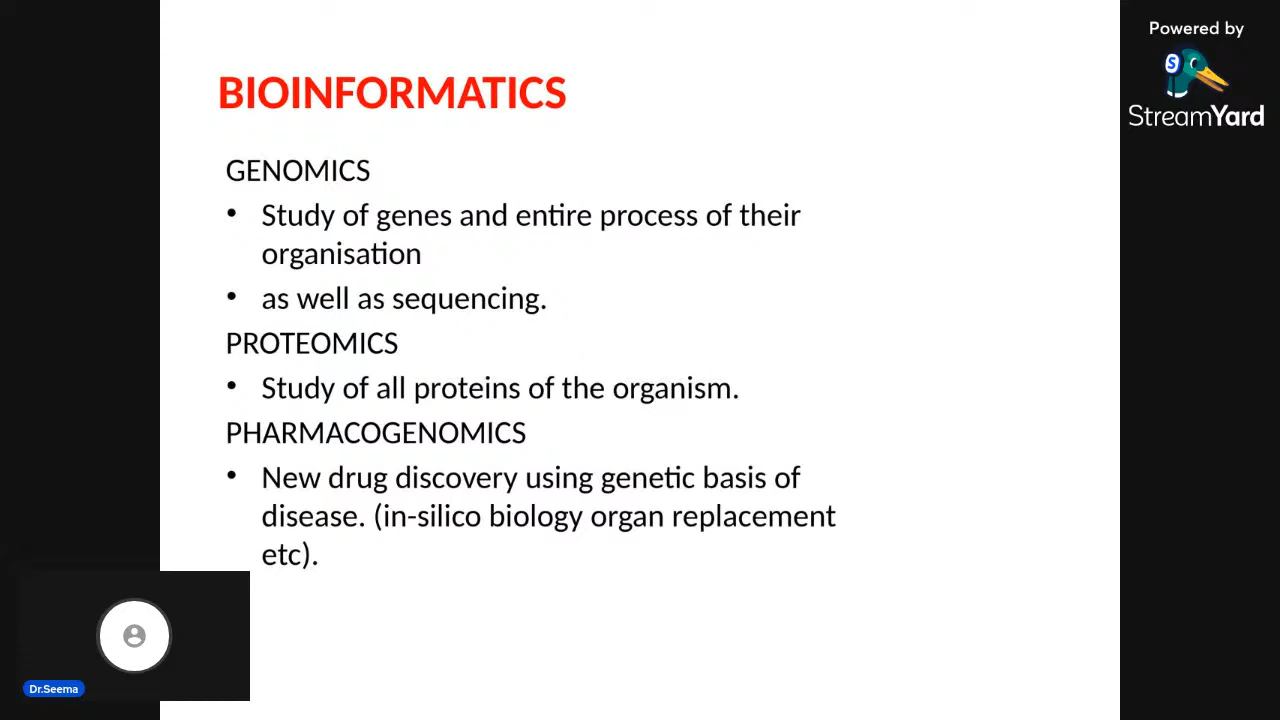 Powered by
S
StreamYard
BIOINFORMATICS
GENOMICS
• Study of genes and entire process of their
organisation
• as well as sequencing.
PROTEOMICS
• Study of all proteins of the organism.
PHARMACOGENOMICS
• New drug discovery using genetic basis of
disease. (in-silico biology organ replacement
etc).
Dr.Seema